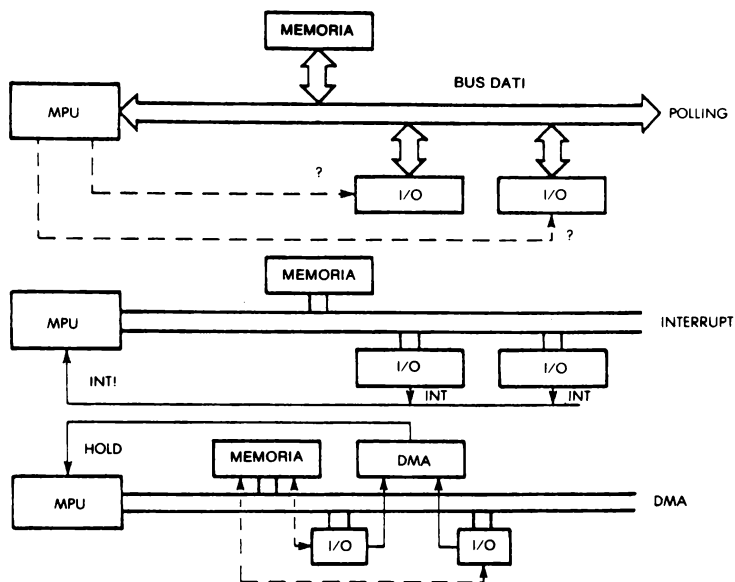 MEMORIA
BUS DATI
MPU
POLLING
?
I/O
I/O
?
MEMORIA
MPU
INTERRUPT
I/O
I/O
INT!
INT
INT
HOLD
MEMORIA
DMA
MPU
DMA
I/O
I/O